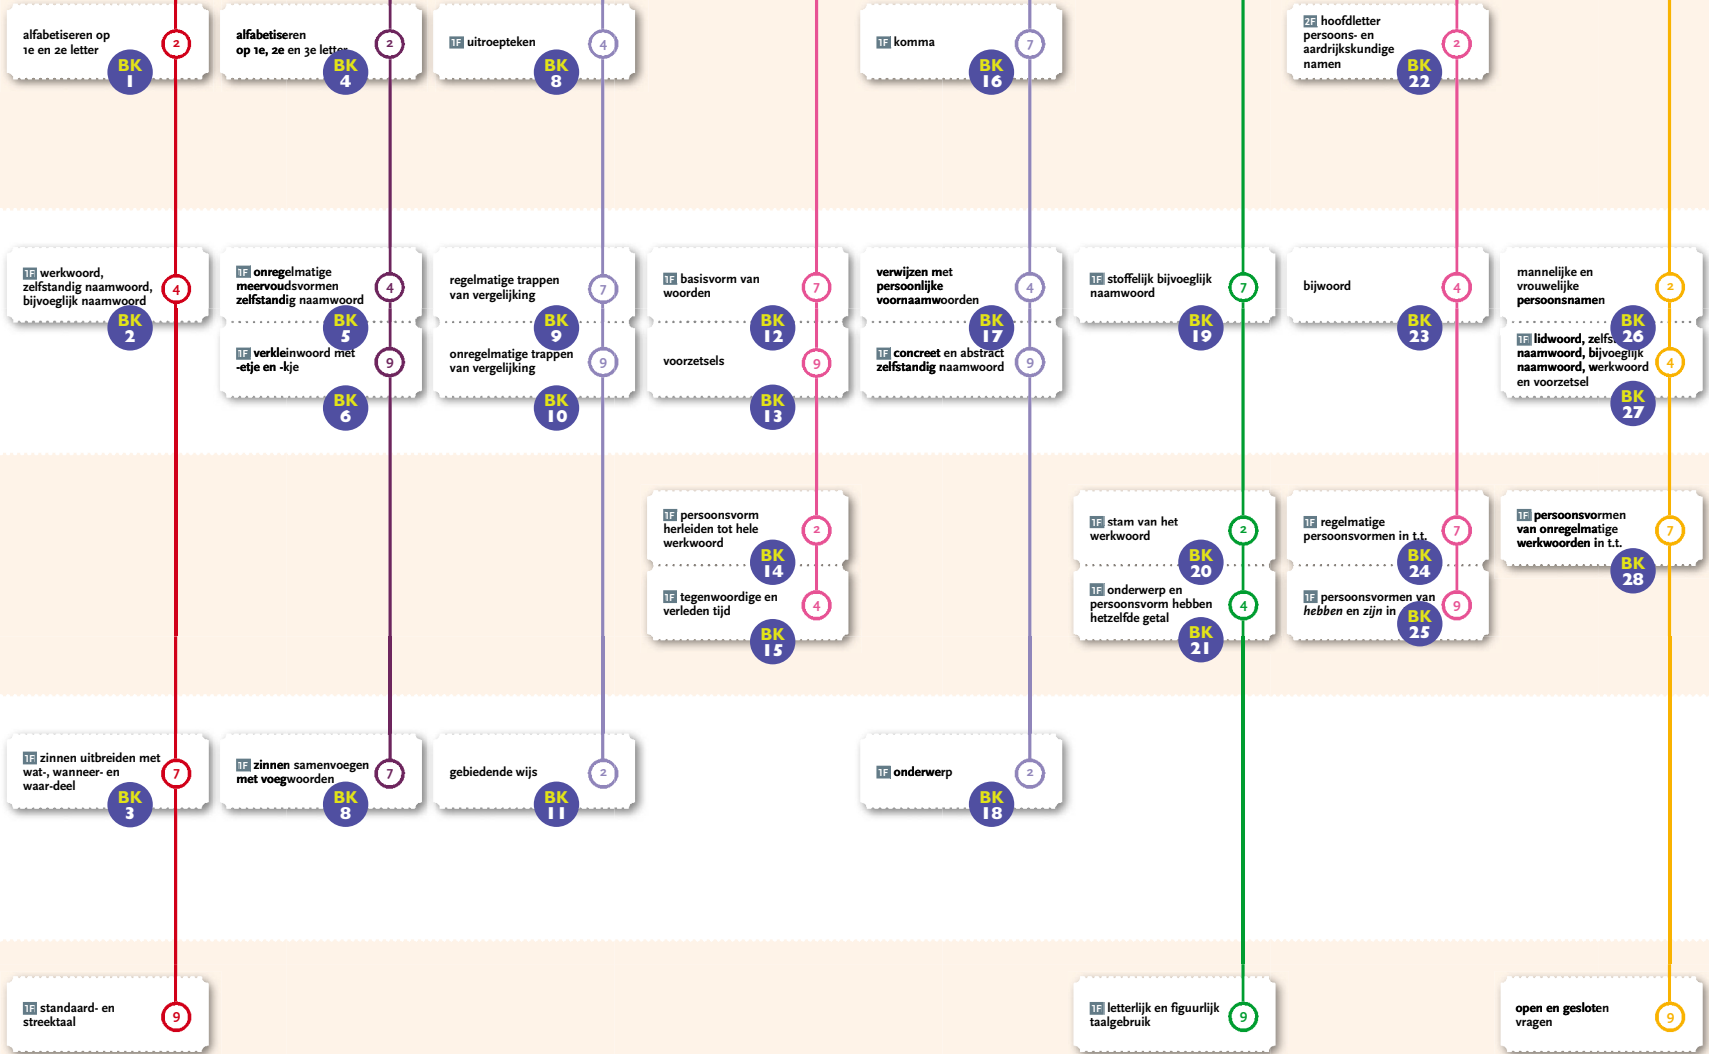 alfabetiseren op
1e en 2e letter
2
BK
1
alfabetiseren
op 1e, 2e en 3e letter
2
BK
4
1F uitroepteken
4
BK
8
1F komma
7
BK
16
2F hoofdletter
persoons- en
aardrijkskundige
namen
2
BK
22
1F werkwoord,
zelfstandig naamwoord,
bijvoeglijk naamwoord
4
BK
2
1F onregelmatige
meervoudsvormen
zelfstandig naamwoord
4
BK
5
1F verkleinwoord met
-etje en -kje
9
BK
6
regelmatige trappen
van vergelijking
7
BK
9
onregelmatige trappen
van vergelijking
9
BK
10
1F basisvorm van
woorden
7
BK
12
voorzetsels
9
BK
13
verwijzen met
persoonlijke
voornaamwoorden
4
BK
17
1F concreet en abstract
zelfstandig naamwoord
9
1F stoffelijk bijvoeglijk
naamwoord
7
BK
19
bijwoord
4
BK
23
mannelijke en
vrouwelijke
persoonsnamen
2
BK
26
1F lidwoord,
naamwoord, bijvoeglijk
naamwoord, werkwoord
en voorzetsel
4
BK
27
1F persoonsvorm
herleiden tot hele
werkwoord
2
BK
14
1F tegenwoordige en
verleden tijd
4
BK
15
1F stam van het
werkwoord
2
BK
20
1F onderwerp en
persoonsvorm hebben
hetzelfde getal
4
BK
21
1F regelmatige
persoonsvormen in t.t.
7
BK
24
1F persoonsvormen van
hebben en zijn in
9
BK
25
1F persoonsvormen
van onregelmatige
werkwoorden in t.t.
7
BK
28
1F zinnen uitbreiden met
wat-, wanneer- en
waar-deel
7
BK
3
1F zinnen samenvoegen
met voegwoorden
7
BK
8
gebiedende wijs
2
BK
11
1F onderwerp
2
BK
18
1F standaard- en
streektaal
9
1F letterlijk en figuurlijk
taalgebruik
9
open en gesloten
vragen
9